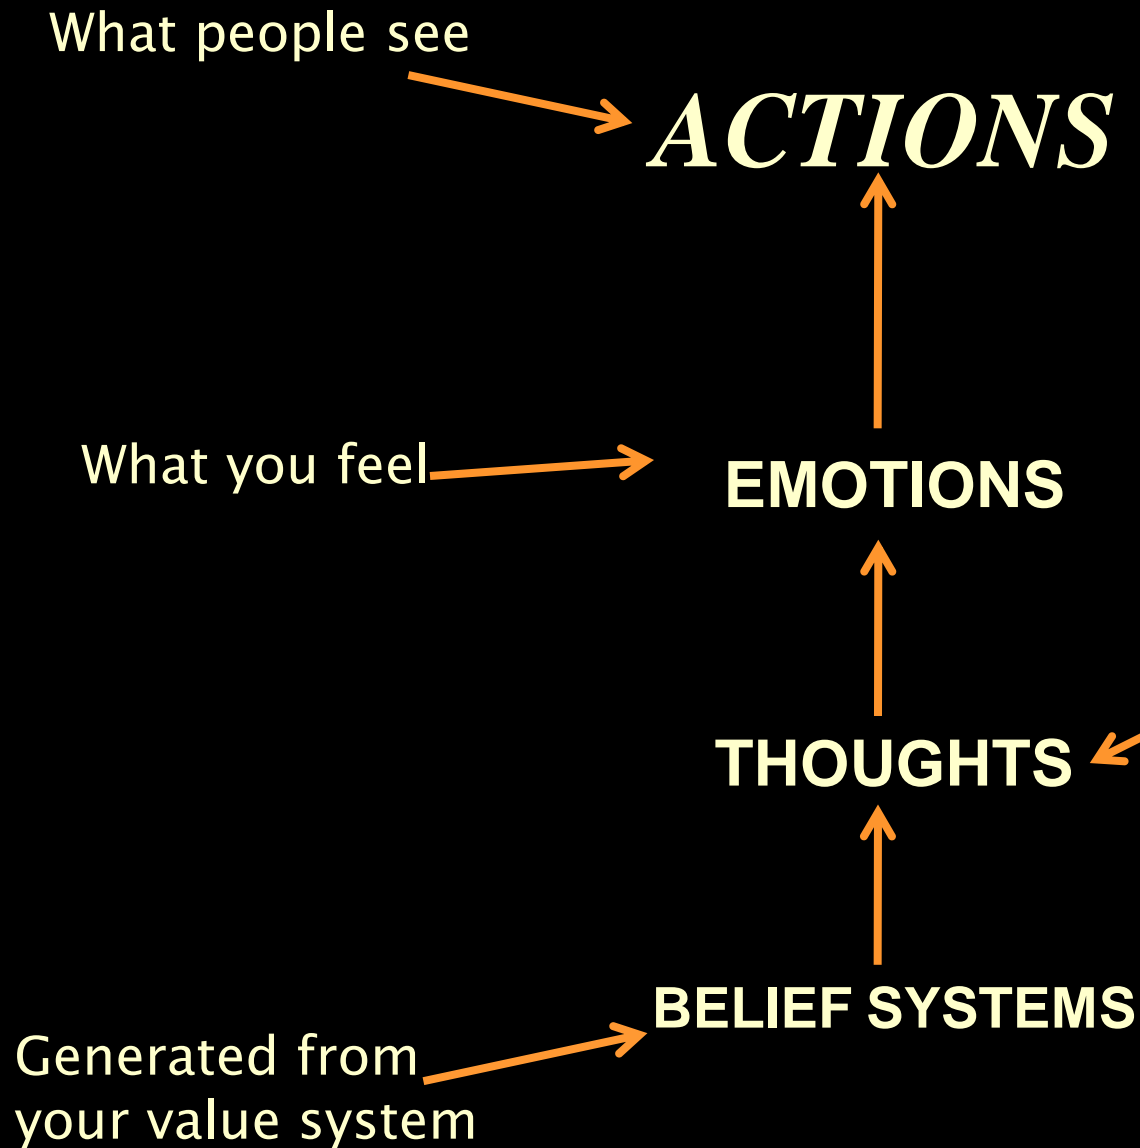 What people see
ACTIONS
What you feel
EMOTIONS
THOUGHTS
BELIEF SYSTEMS
Generated from
your value system